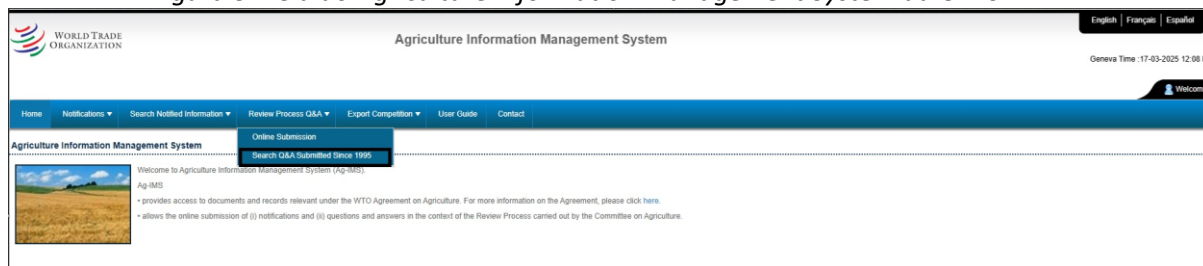 English | Français | Español
WORLD TRADE
ORGANIZATION
Agriculture Information Management System
Geneva Time :17-03-2025 12:08
Welcom
Home Notifications ▼ Search Notified Information ▼ Review Process Q&A ▼ Export Competition ▼ User Guide Contact
Online Submission
Search Q&A Submitted Since 1995
Agriculture Information Management System
Welcome to Agriculture Information Management System (Ag-IMS).
Ag-IMS
• provides access to documents and records relevant under the WTO Agreement on Agriculture. For more information on the Agreement, please click here.
• allows the online submission of (i) notifications and (ii) questions and answers in the context of the Review Process carried out by the Committee on Agriculture.